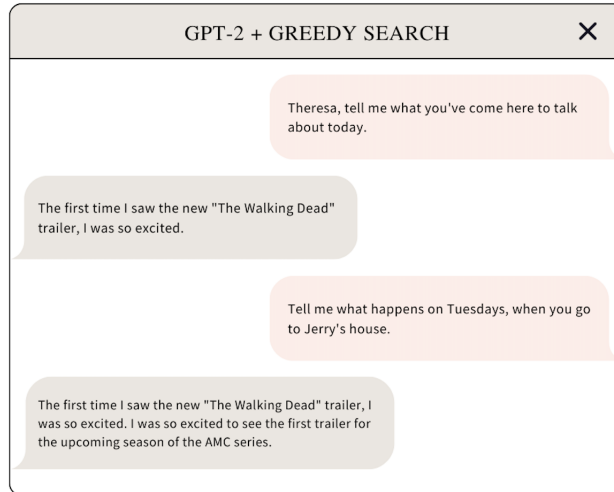 GPT-2 + GREEDY SEARCH
Theresa, tell me what you've come here to talk
about today.
The first time I saw the new "The Walking Dead"
trailer, I was so excited.
Tell me what happens on Tuesdays, when you go
to Jerry's house.
The first time I saw the new "The Walking Dead" trailer, I
was so excited. I was so excited to see the first trailer for
the upcoming season of the AMC series.